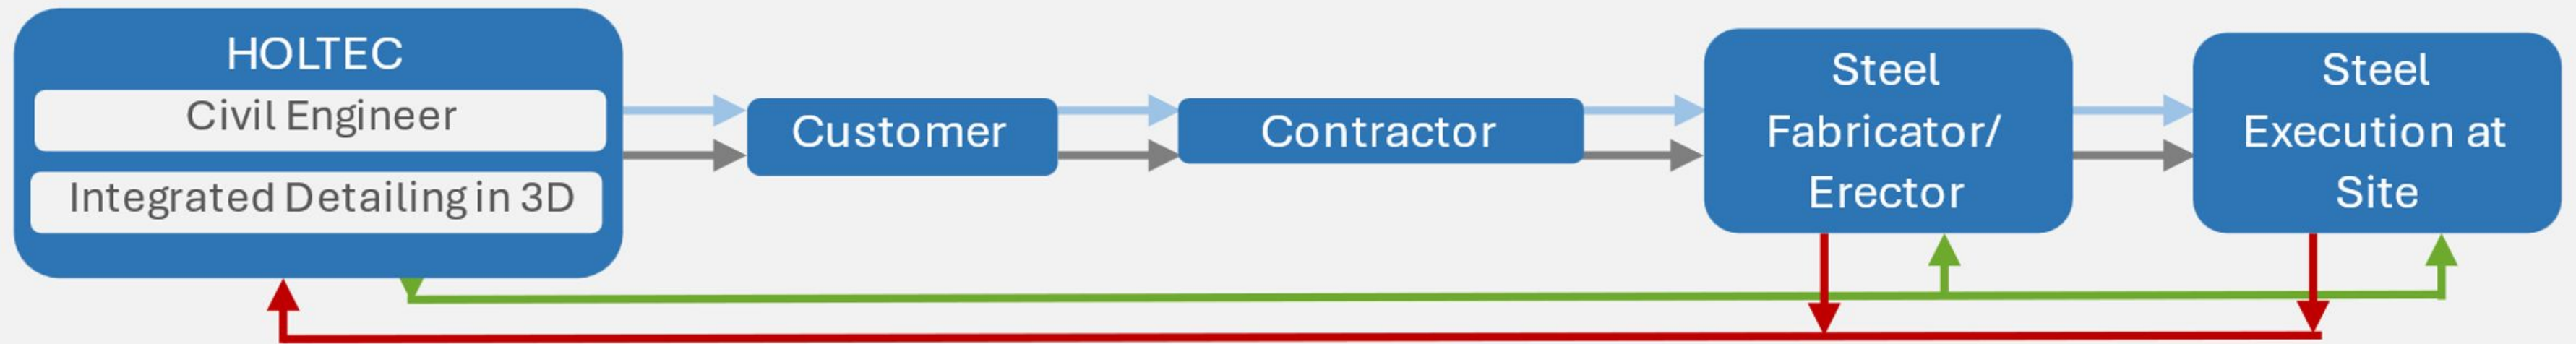 HOLTEC
Civil Engineer
Integrated Detailing in 3D
Customer
Contractor
Steel
Fabricator/
Erector
Steel
Execution at
Site